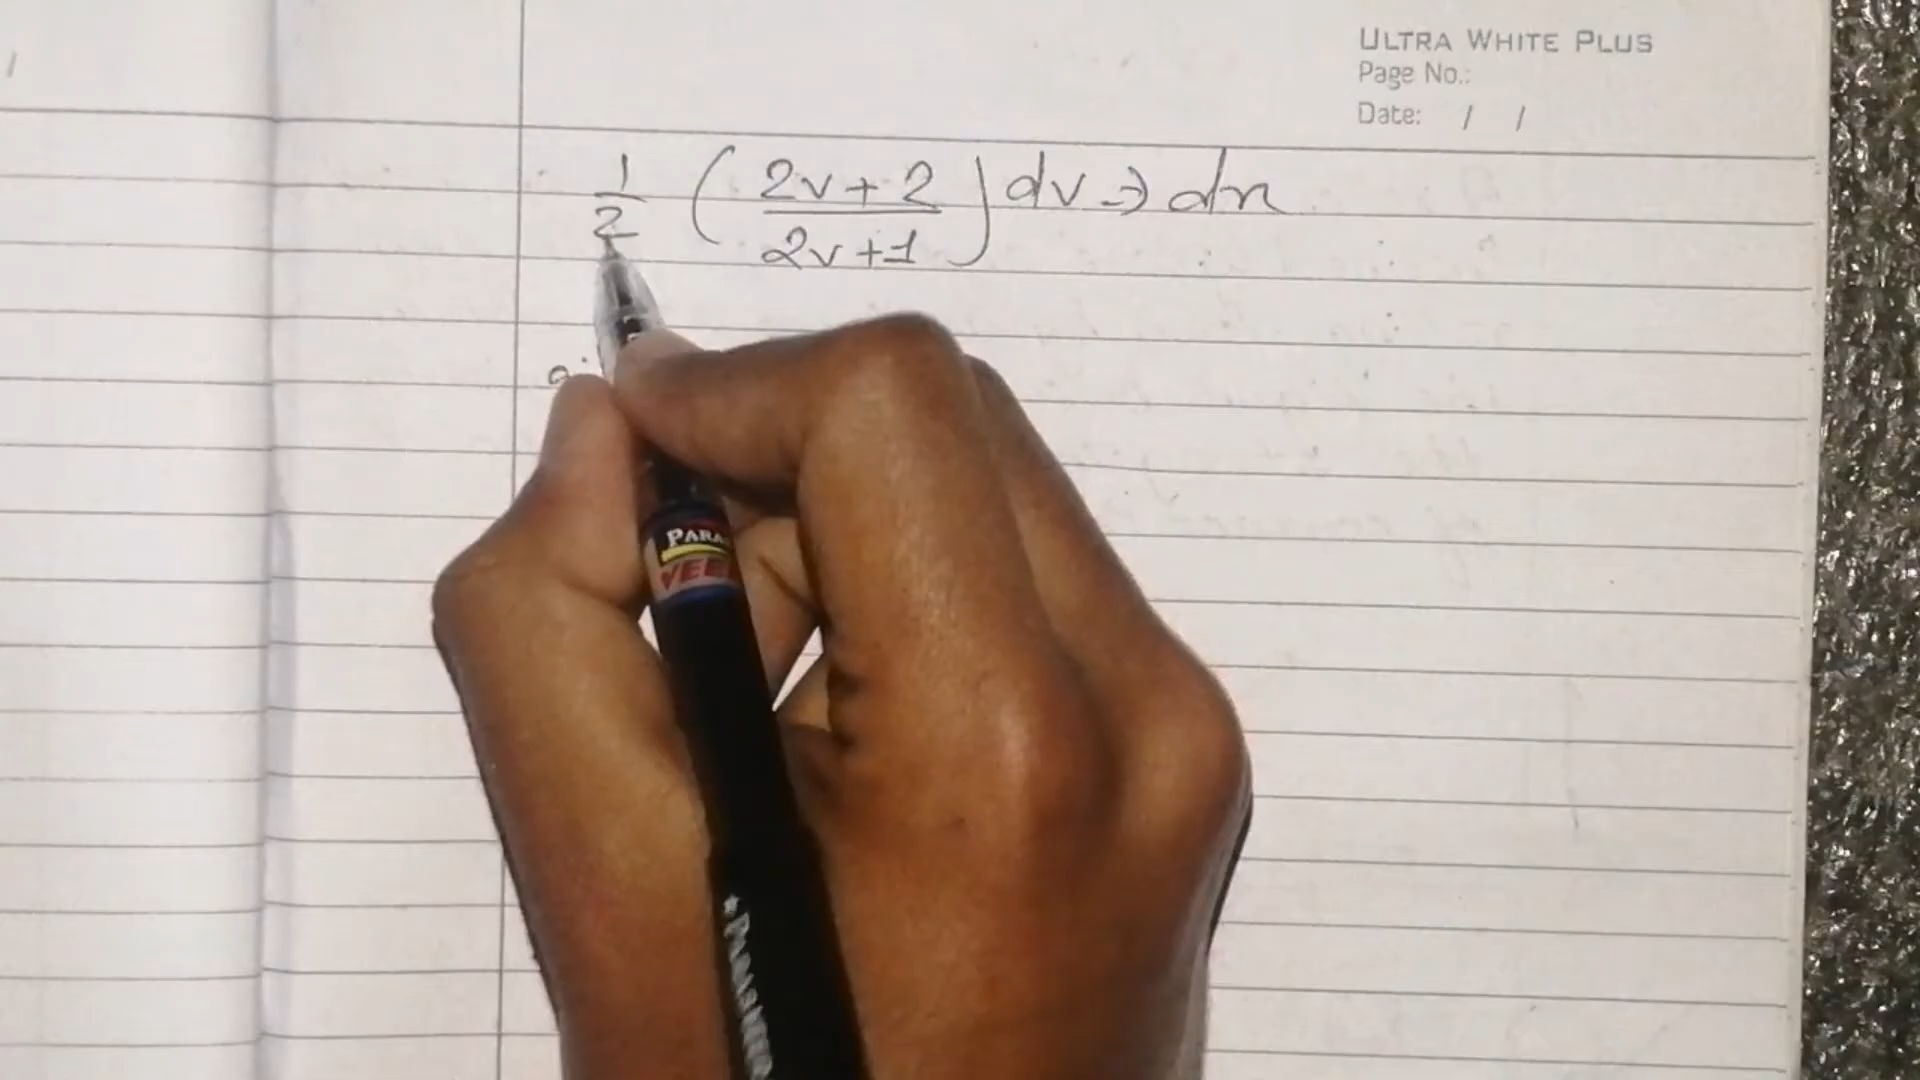 ULTRA WHITE PLUS
Page No.:
Date: / /
1/2 (2v+2 / 2v+1) dv => dx
PARA
VEE